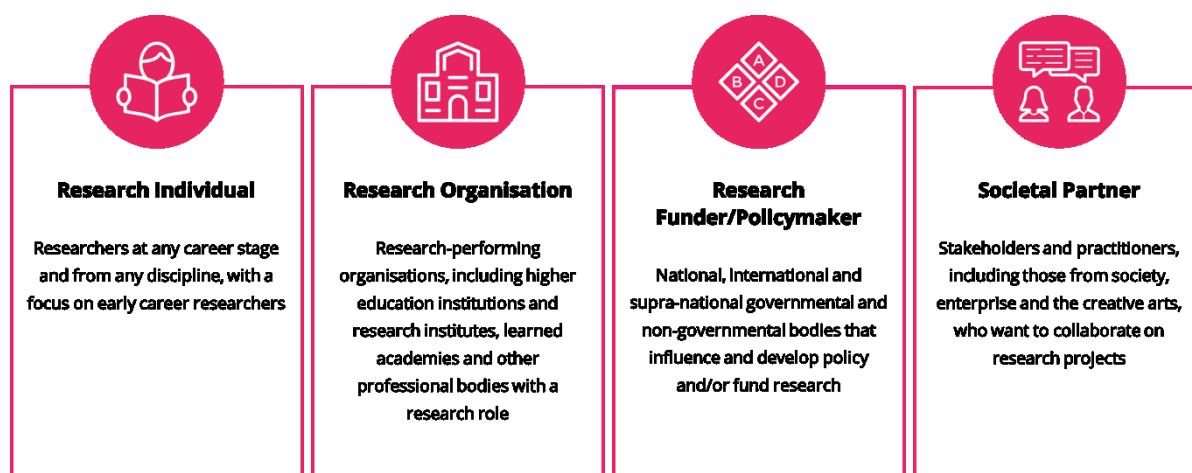 A
B
D
C
Research Individual
Researchers at any career stage
and from any discipline, with a
focus on early career researchers
Research Organisation
Research-performing
organisations, including higher
education institutions and
research institutes, learned
academies and other
professional bodies with a
research role
Research
Funder/Policymaker
National, international and
supra-national governmental and
non-governmental bodies that
influence and develop policy
and/or fund research
Societal Partner
Stakeholders and practitioners,
including those from society,
enterprise and the creative arts,
who want to collaborate on
research projects